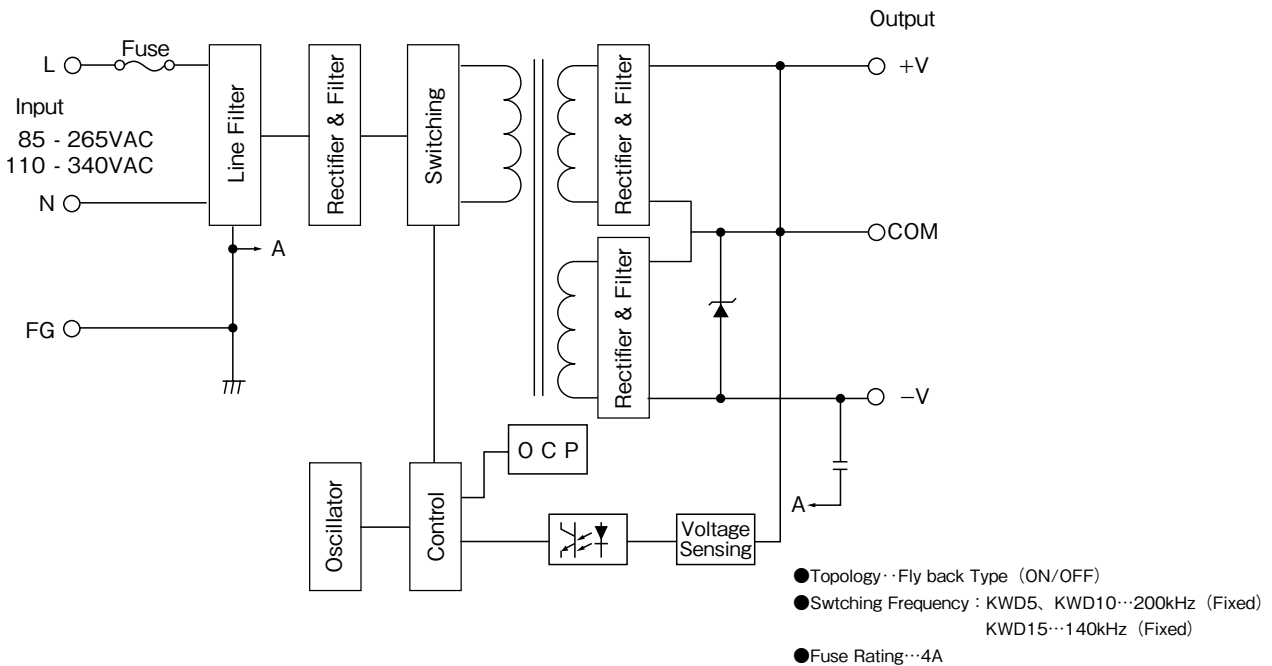 Output
Fuse
L
+V
Input
85 - 265VAC
110 - 340VAC
Line Filter
Rectifier & Filter
Switching
Rectifier & Filter
N
COM
A
Rectifier & Filter
FG
−V
O C P
Oscillator
Control
A
Voltage
Sensing
●Topology‥Fly back Type（ON/OFF）
●Swtching Frequency：KWD5、KWD10…200kHz（Fixed）
KWD15…140kHz（Fixed）
●Fuse Rating…4A